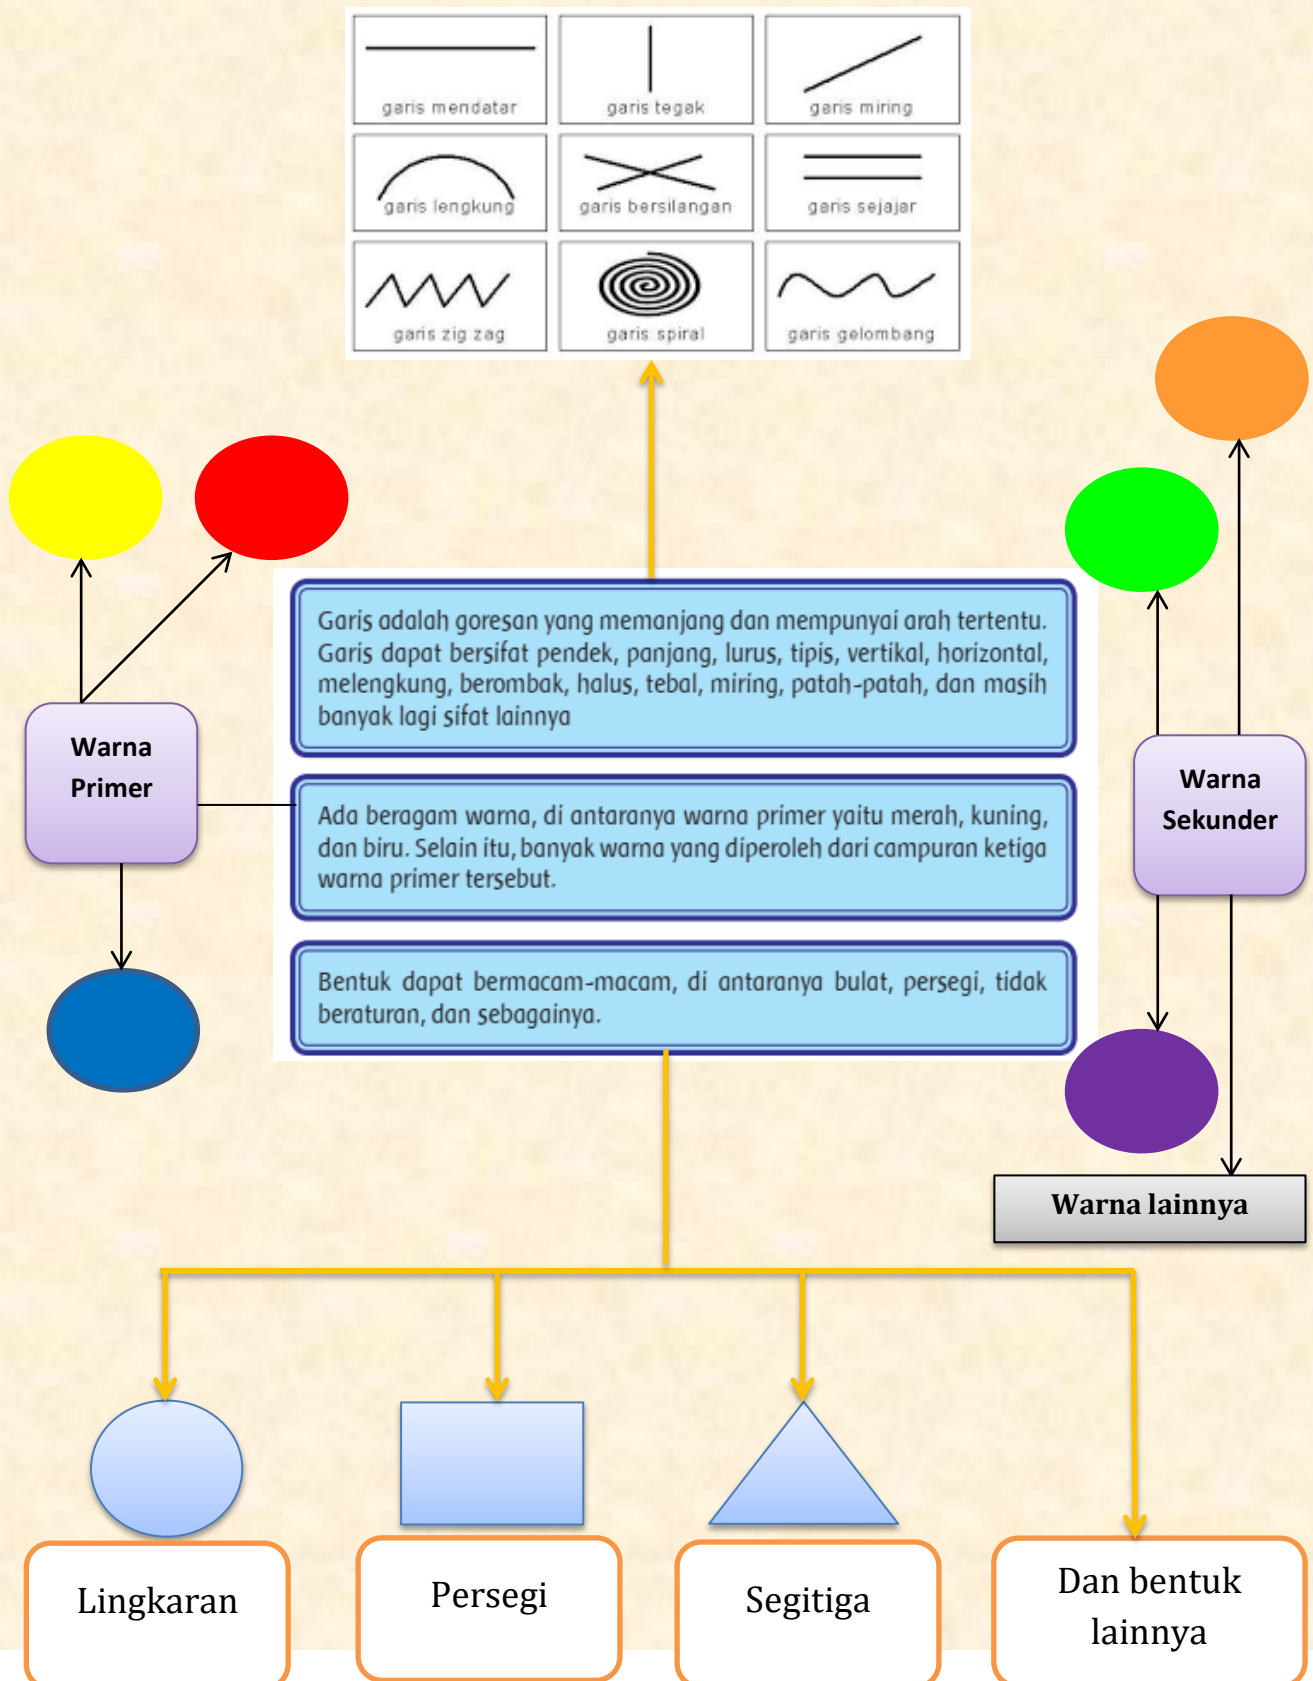 garis mendatar
garis tegak
garis miring
garis lengkung
garis bersilangan
garis sejajar
garis zig zag
garis spiral
garis gelombang
Garis adalah goresan yang memanjang dan mempunyai arah tertentu.
Garis dapat bersifat pendek, panjang, lurus, tipis, vertikal, horizontal,
melengkung, berombak, halus, tebal, miring, patah-patah, dan masih
banyak lagi sifat lainnya
Warna
Primer
Ada beragam warna, di antaranya warna primer yaitu merah, kuning,
dan biru. Selain itu, banyak warna yang diperoleh dari campuran ketiga
warna primer tersebut.
Warna
Sekunder
Bentuk dapat bermacam-macam, di antaranya bulat, persegi, tidak
beraturan, dan sebagainya.
Warna lainnya
Lingkaran
Persegi
Segitiga
Dan bentuk
lainnya